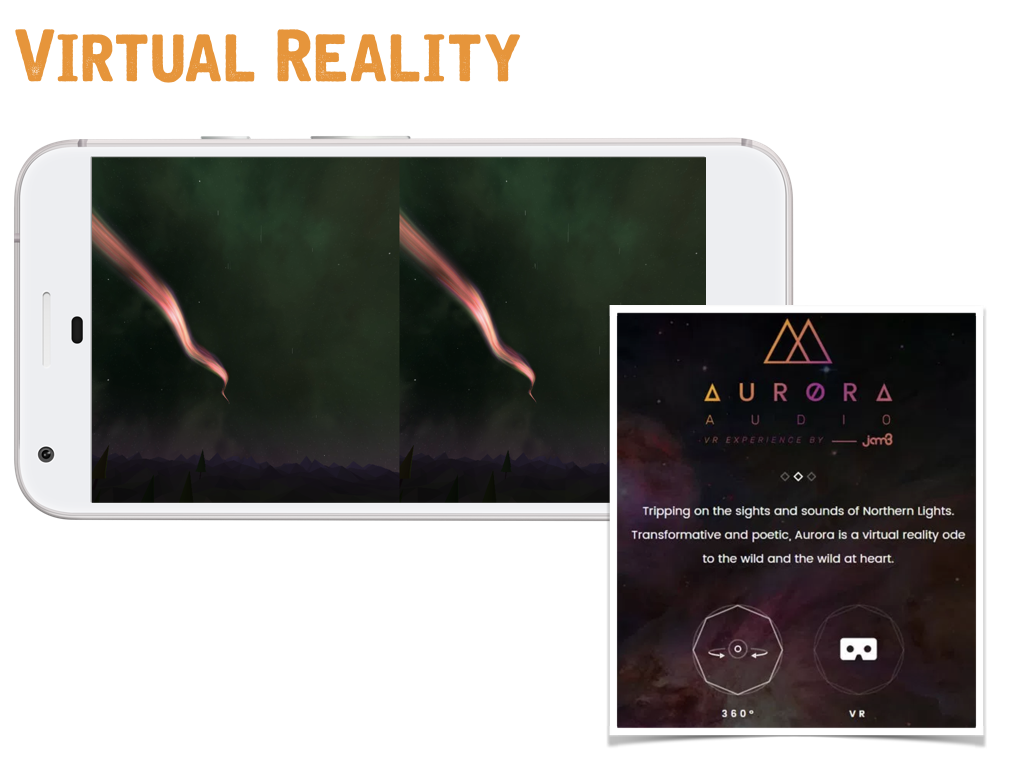 VIRTUAL REALITY
AURØRA
AUDIO
VR EXPERIENCE BY jam3
Tripping on the sights and sounds of Northern Lights.
Transformative and poetic, Aurora is a virtual reality ode
to the wild and the wild at heart.
360° VR